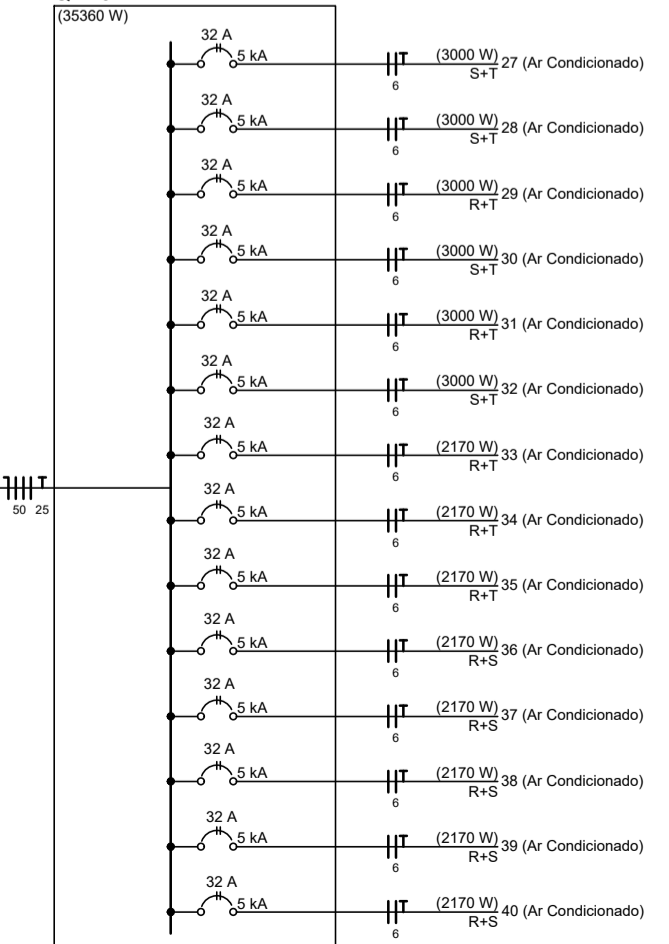 (35360 W)
32 A
5 kA
6
(3000 W)
S+T
27 (Ar Condicionado)
32 A
5 kA
6
(3000 W)
S+T
28 (Ar Condicionado)
32 A
5 kA
6
(3000 W)
R+T
29 (Ar Condicionado)
32 A
5 kA
6
(3000 W)
S+T
30 (Ar Condicionado)
32 A
5 kA
6
(3000 W)
R+T
31 (Ar Condicionado)
32 A
5 kA
6
(3000 W)
S+T
32 (Ar Condicionado)
32 A
5 kA
6
(2170 W)
R+T
33 (Ar Condicionado)
50 25
32 A
5 kA
6
(2170 W)
R+T
34 (Ar Condicionado)
32 A
5 kA
6
(2170 W)
R+T
35 (Ar Condicionado)
32 A
5 kA
6
(2170 W)
R+S
36 (Ar Condicionado)
32 A
5 kA
6
(2170 W)
R+S
37 (Ar Condicionado)
32 A
5 kA
6
(2170 W)
R+S
38 (Ar Condicionado)
32 A
5 kA
6
(2170 W)
R+S
39 (Ar Condicionado)
32 A
5 kA
6
(2170 W)
R+S
40 (Ar Condicionado)